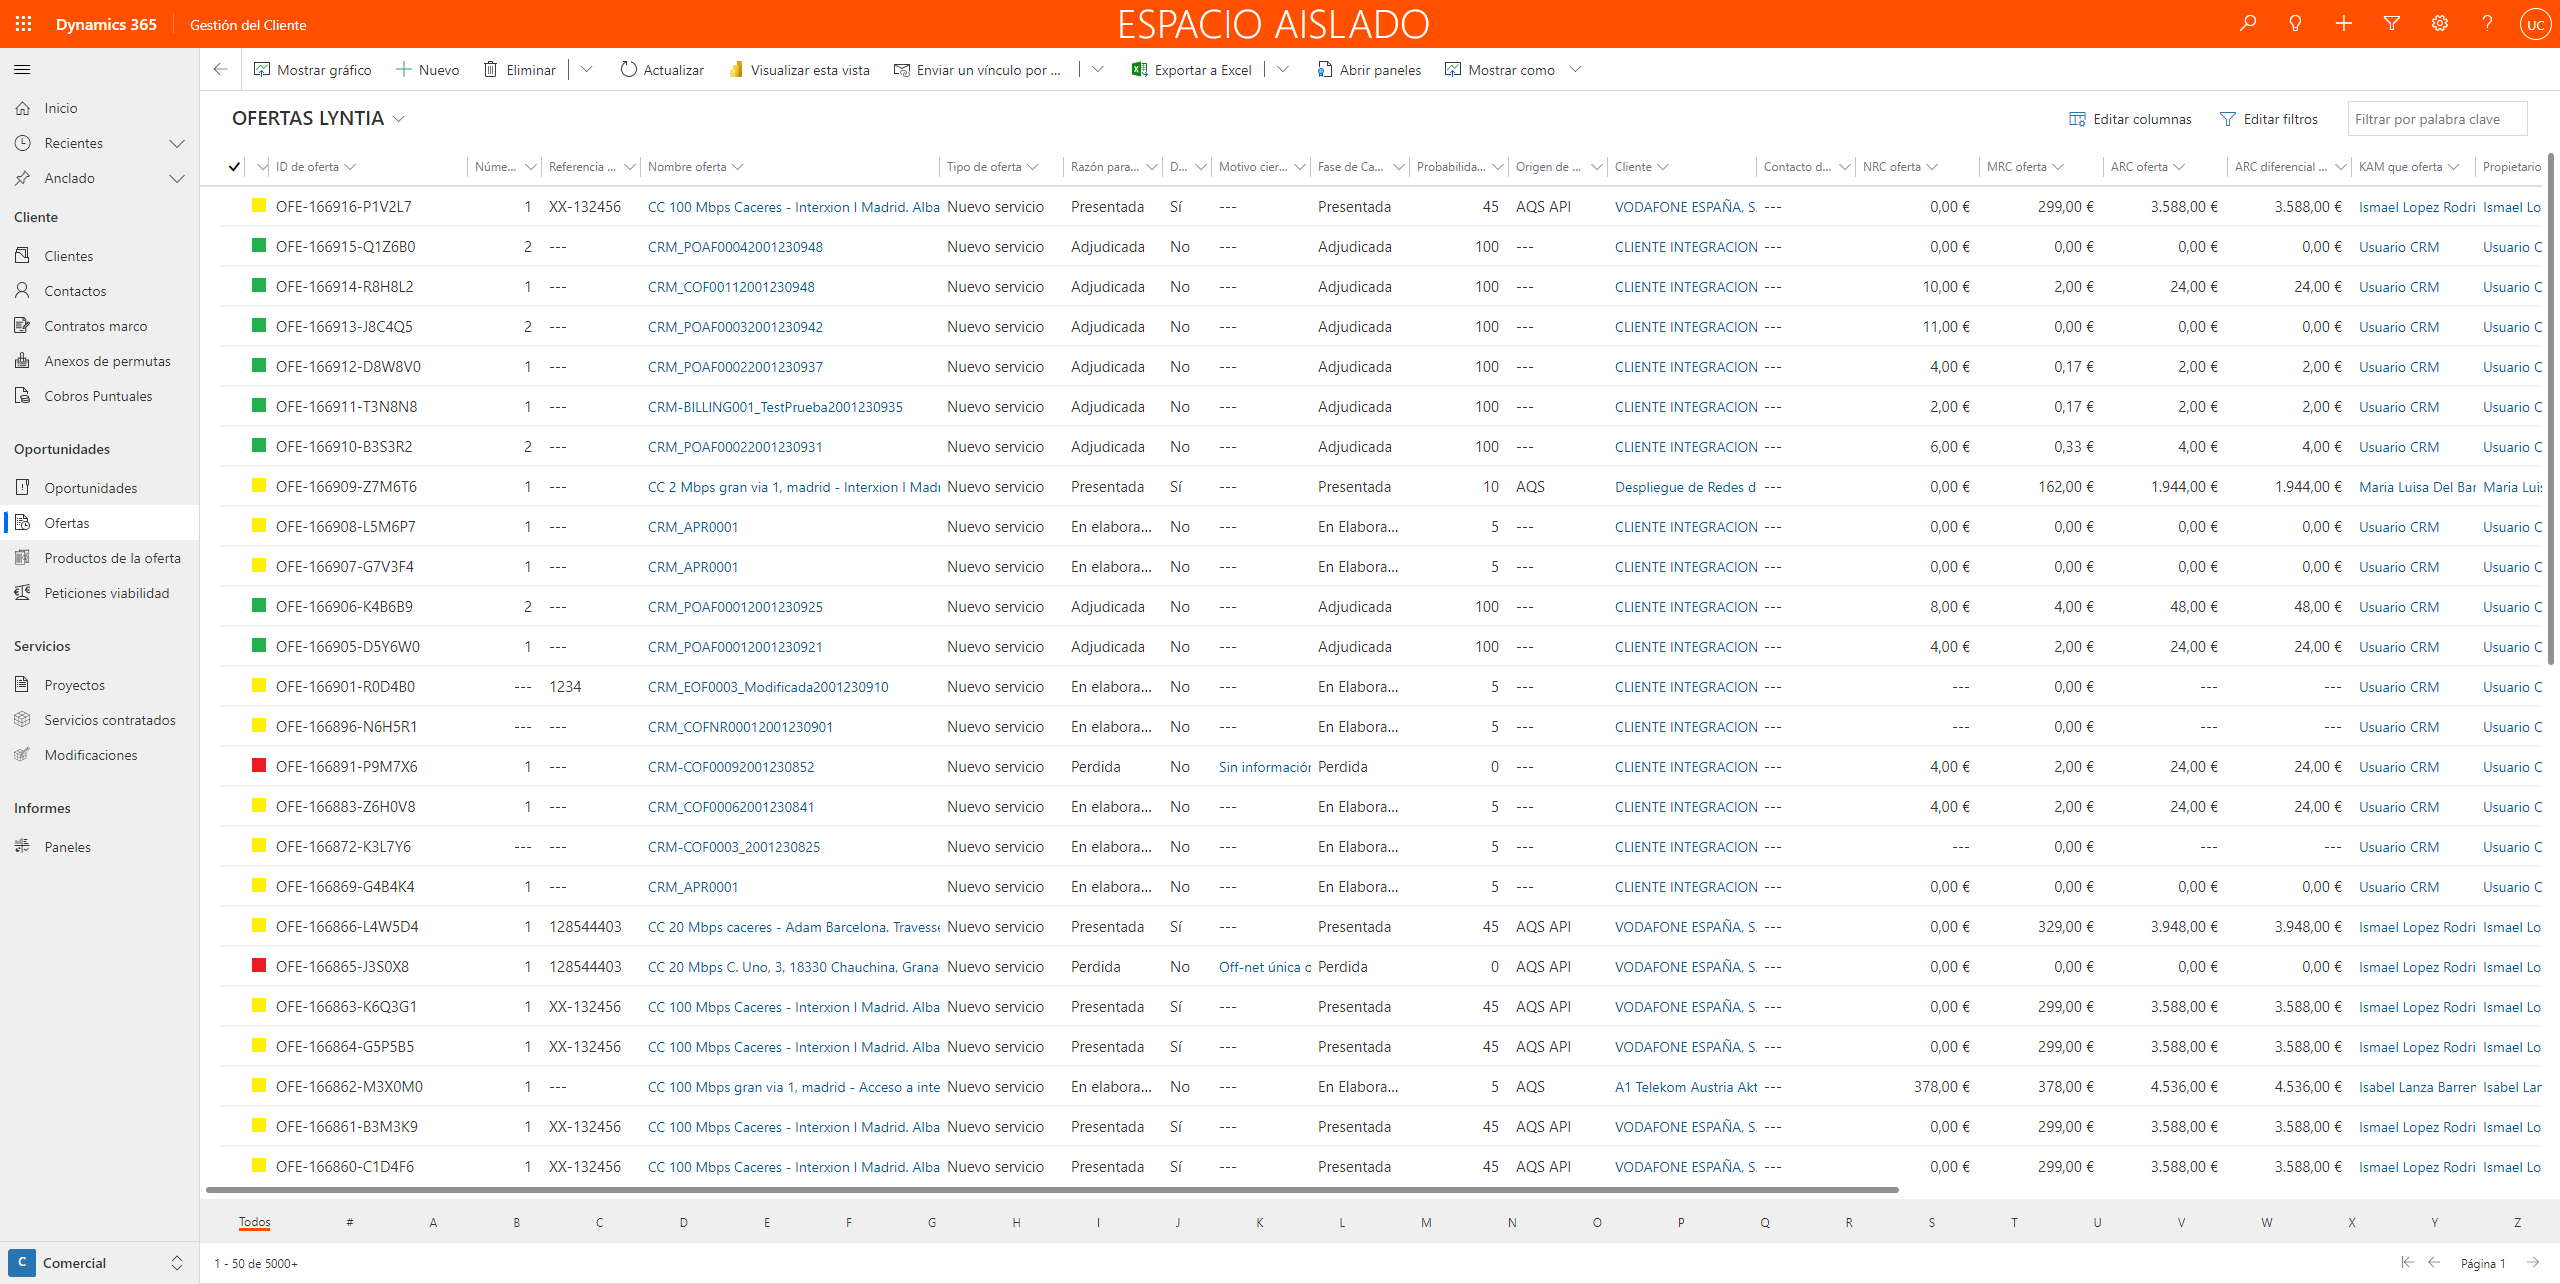 Dynamics 365 Gestión del Cliente ESPACIO AISLADO UC
Mostrar gráfico Nuevo Eliminar Actualizar Visualizar esta vista Enviar un vínculo por ... Exportar a Excel Abrir paneles Mostrar como
Inicio
Recientes
Anclado
Cliente
Clientes
Contactos
Contratos marco
Anexos de permutas
Cobros Puntuales
Oportunidades
Oportunidades
Ofertas
Productos de la oferta
Peticiones viabilidad
Servicios
Proyectos
Servicios contratados
Modificaciones
Informes
Paneles
C Comercial
OFERTAS LYNTIA Editar columnas Editar filtros Filtrar por palabra clave
ID de oferta Núme... Referencia ... Nombre oferta Tipo de oferta Razón para... D... Motivo cier... Fase de Ca... Probabilida... Origen de ... Cliente Contacto d... NRC oferta MRC oferta ARC oferta ARC diferencial ... KAM que oferta Propietario
OFE-166916-P1V2L7 1 XX-132456 CC 100 Mbps Caceres - Interxion I Madrid. Alba Nuevo servicio Presentada Sí --- Presentada 45 AQS API VODAFONE ESPAÑA, S. --- 0,00 € 299,00 € 3.588,00 € 3.588,00 € Ismael Lopez Rodri Ismael Lo
OFE-166915-Q1Z6B0 2 --- CRM_POAF00042001230948 Nuevo servicio Adjudicada No --- Adjudicada 100 --- CLIENTE INTEGRACION --- 0,00 € 0,00 € 0,00 € 0,00 € Usuario CRM Usuario C
OFE-166914-R8H8L2 1 --- CRM_COF00112001230948 Nuevo servicio Adjudicada No --- Adjudicada 100 --- CLIENTE INTEGRACION --- 10,00 € 2,00 € 24,00 € 24,00 € Usuario CRM Usuario C
OFE-166913-J8C4Q5 2 --- CRM_POAF00032001230942 Nuevo servicio Adjudicada No --- Adjudicada 100 --- CLIENTE INTEGRACION --- 11,00 € 0,00 € 0,00 € 0,00 € Usuario CRM Usuario C
OFE-166912-D8W8V0 1 --- CRM_POAF00022001230937 Nuevo servicio Adjudicada No --- Adjudicada 100 --- CLIENTE INTEGRACION --- 4,00 € 0,17 € 2,00 € 2,00 € Usuario CRM Usuario C
OFE-166911-T3N8N8 1 --- CRM-BILLING001_TestPrueba2001230935 Nuevo servicio Adjudicada No --- Adjudicada 100 --- CLIENTE INTEGRACION --- 2,00 € 0,17 € 2,00 € 2,00 € Usuario CRM Usuario C
OFE-166910-B3S3R2 2 --- CRM_POAF00022001230931 Nuevo servicio Adjudicada No --- Adjudicada 100 --- CLIENTE INTEGRACION --- 6,00 € 0,33 € 4,00 € 4,00 € Usuario CRM Usuario C
OFE-166909-Z7M6T6 1 --- CC 2 Mbps gran via 1, madrid - Interxion I Madr Nuevo servicio Presentada Sí --- Presentada 10 AQS Despliegue de Redes d --- 0,00 € 162,00 € 1.944,00 € 1.944,00 € Maria Luisa Del Bar Maria Luis
OFE-166908-L5M6P7 1 --- CRM_APR0001 Nuevo servicio En elabora... No --- En Elabora... 5 --- CLIENTE INTEGRACION --- 0,00 € 0,00 € 0,00 € 0,00 € Usuario CRM Usuario C
OFE-166907-G7V3F4 1 --- CRM_APR0001 Nuevo servicio En elabora... No --- En Elabora... 5 --- CLIENTE INTEGRACION --- 0,00 € 0,00 € 0,00 € 0,00 € Usuario CRM Usuario C
OFE-166906-K4B6B9 2 --- CRM_POAF00012001230925 Nuevo servicio Adjudicada No --- Adjudicada 100 --- CLIENTE INTEGRACION --- 8,00 € 4,00 € 48,00 € 48,00 € Usuario CRM Usuario C
OFE-166905-D5Y6W0 1 --- CRM_POAF00012001230921 Nuevo servicio Adjudicada No --- Adjudicada 100 --- CLIENTE INTEGRACION --- 4,00 € 2,00 € 24,00 € 24,00 € Usuario CRM Usuario C
OFE-166901-R0D4B0 --- 1234 CRM_EOF0003_Modificada2001230910 Nuevo servicio En elabora... No --- En Elabora... 5 --- CLIENTE INTEGRACION --- --- 0,00 € --- --- Usuario CRM Usuario C
OFE-166896-N6H5R1 --- --- CRM_COFNR00012001230901 Nuevo servicio En elabora... No --- En Elabora... 5 --- CLIENTE INTEGRACION --- --- 0,00 € --- --- Usuario CRM Usuario C
OFE-166891-P9M7X6 1 --- CRM-COF00092001230852 Nuevo servicio Perdida No Sin información Perdida 0 --- CLIENTE INTEGRACION --- 4,00 € 2,00 € 24,00 € 24,00 € Usuario CRM Usuario C
OFE-166883-Z6H0V8 1 --- CRM_COF00062001230841 Nuevo servicio En elabora... No --- En Elabora... 5 --- CLIENTE INTEGRACION --- 4,00 € 2,00 € 24,00 € 24,00 € Usuario CRM Usuario C
OFE-166872-K3L7Y6 --- --- CRM-COF0003_2001230825 Nuevo servicio En elabora... No --- En Elabora... 5 --- CLIENTE INTEGRACION --- --- 0,00 € --- --- Usuario CRM Usuario C
OFE-166869-G4B4K4 1 --- CRM_APR0001 Nuevo servicio En elabora... No --- En Elabora... 5 --- CLIENTE INTEGRACION --- 0,00 € 0,00 € 0,00 € 0,00 € Usuario CRM Usuario C
OFE-166866-L4W5D4 1 128544403 CC 20 Mbps caceres - Adam Barcelona. Travesse Nuevo servicio Presentada Sí --- Presentada 45 AQS API VODAFONE ESPAÑA, S. --- 0,00 € 329,00 € 3.948,00 € 3.948,00 € Ismael Lopez Rodri Ismael Lo
OFE-166865-J3S0X8 1 128544403 CC 20 Mbps C. Uno, 3, 18330 Chauchina, Grana Nuevo servicio Perdida No Off-net única o Perdida 0 AQS API VODAFONE ESPAÑA, S. --- 0,00 € 0,00 € 0,00 € 0,00 € Ismael Lopez Rodri Ismael Lo
OFE-166863-K6Q3G1 1 XX-132456 CC 100 Mbps Caceres - Interxion I Madrid. Alba Nuevo servicio Presentada Sí --- Presentada 45 AQS API VODAFONE ESPAÑA, S. --- 0,00 € 299,00 € 3.588,00 € 3.588,00 € Ismael Lopez Rodri Ismael Lo
OFE-166864-G5P5B5 1 XX-132456 CC 100 Mbps Caceres - Interxion I Madrid. Alba Nuevo servicio Presentada Sí --- Presentada 45 AQS API VODAFONE ESPAÑA, S. --- 0,00 € 299,00 € 3.588,00 € 3.588,00 € Ismael Lopez Rodri Ismael Lo
OFE-166862-M3X0M0 1 --- CC 100 Mbps gran via 1, madrid - Acceso a inte Nuevo servicio En elabora... No --- En Elabora... 5 AQS A1 Telekom Austria Akt --- 378,00 € 378,00 € 4.536,00 € 4.536,00 € Isabel Lanza Barren Isabel Lan
OFE-166861-B3M3K9 1 XX-132456 CC 100 Mbps Caceres - Interxion I Madrid. Alba Nuevo servicio Presentada Sí --- Presentada 45 AQS API VODAFONE ESPAÑA, S. --- 0,00 € 299,00 € 3.588,00 € 3.588,00 € Ismael Lopez Rodri Ismael Lo
OFE-166860-C1D4F6 1 XX-132456 CC 100 Mbps Caceres - Interxion I Madrid. Alba Nuevo servicio Presentada Sí --- Presentada 45 AQS API VODAFONE ESPAÑA, S. --- 0,00 € 299,00 € 3.588,00 € 3.588,00 € Ismael Lopez Rodri Ismael Lo
Todos # A B C D E F G H I J K L M N O P Q R S T U V W X Y Z
1 - 50 de 5000+ Página 1